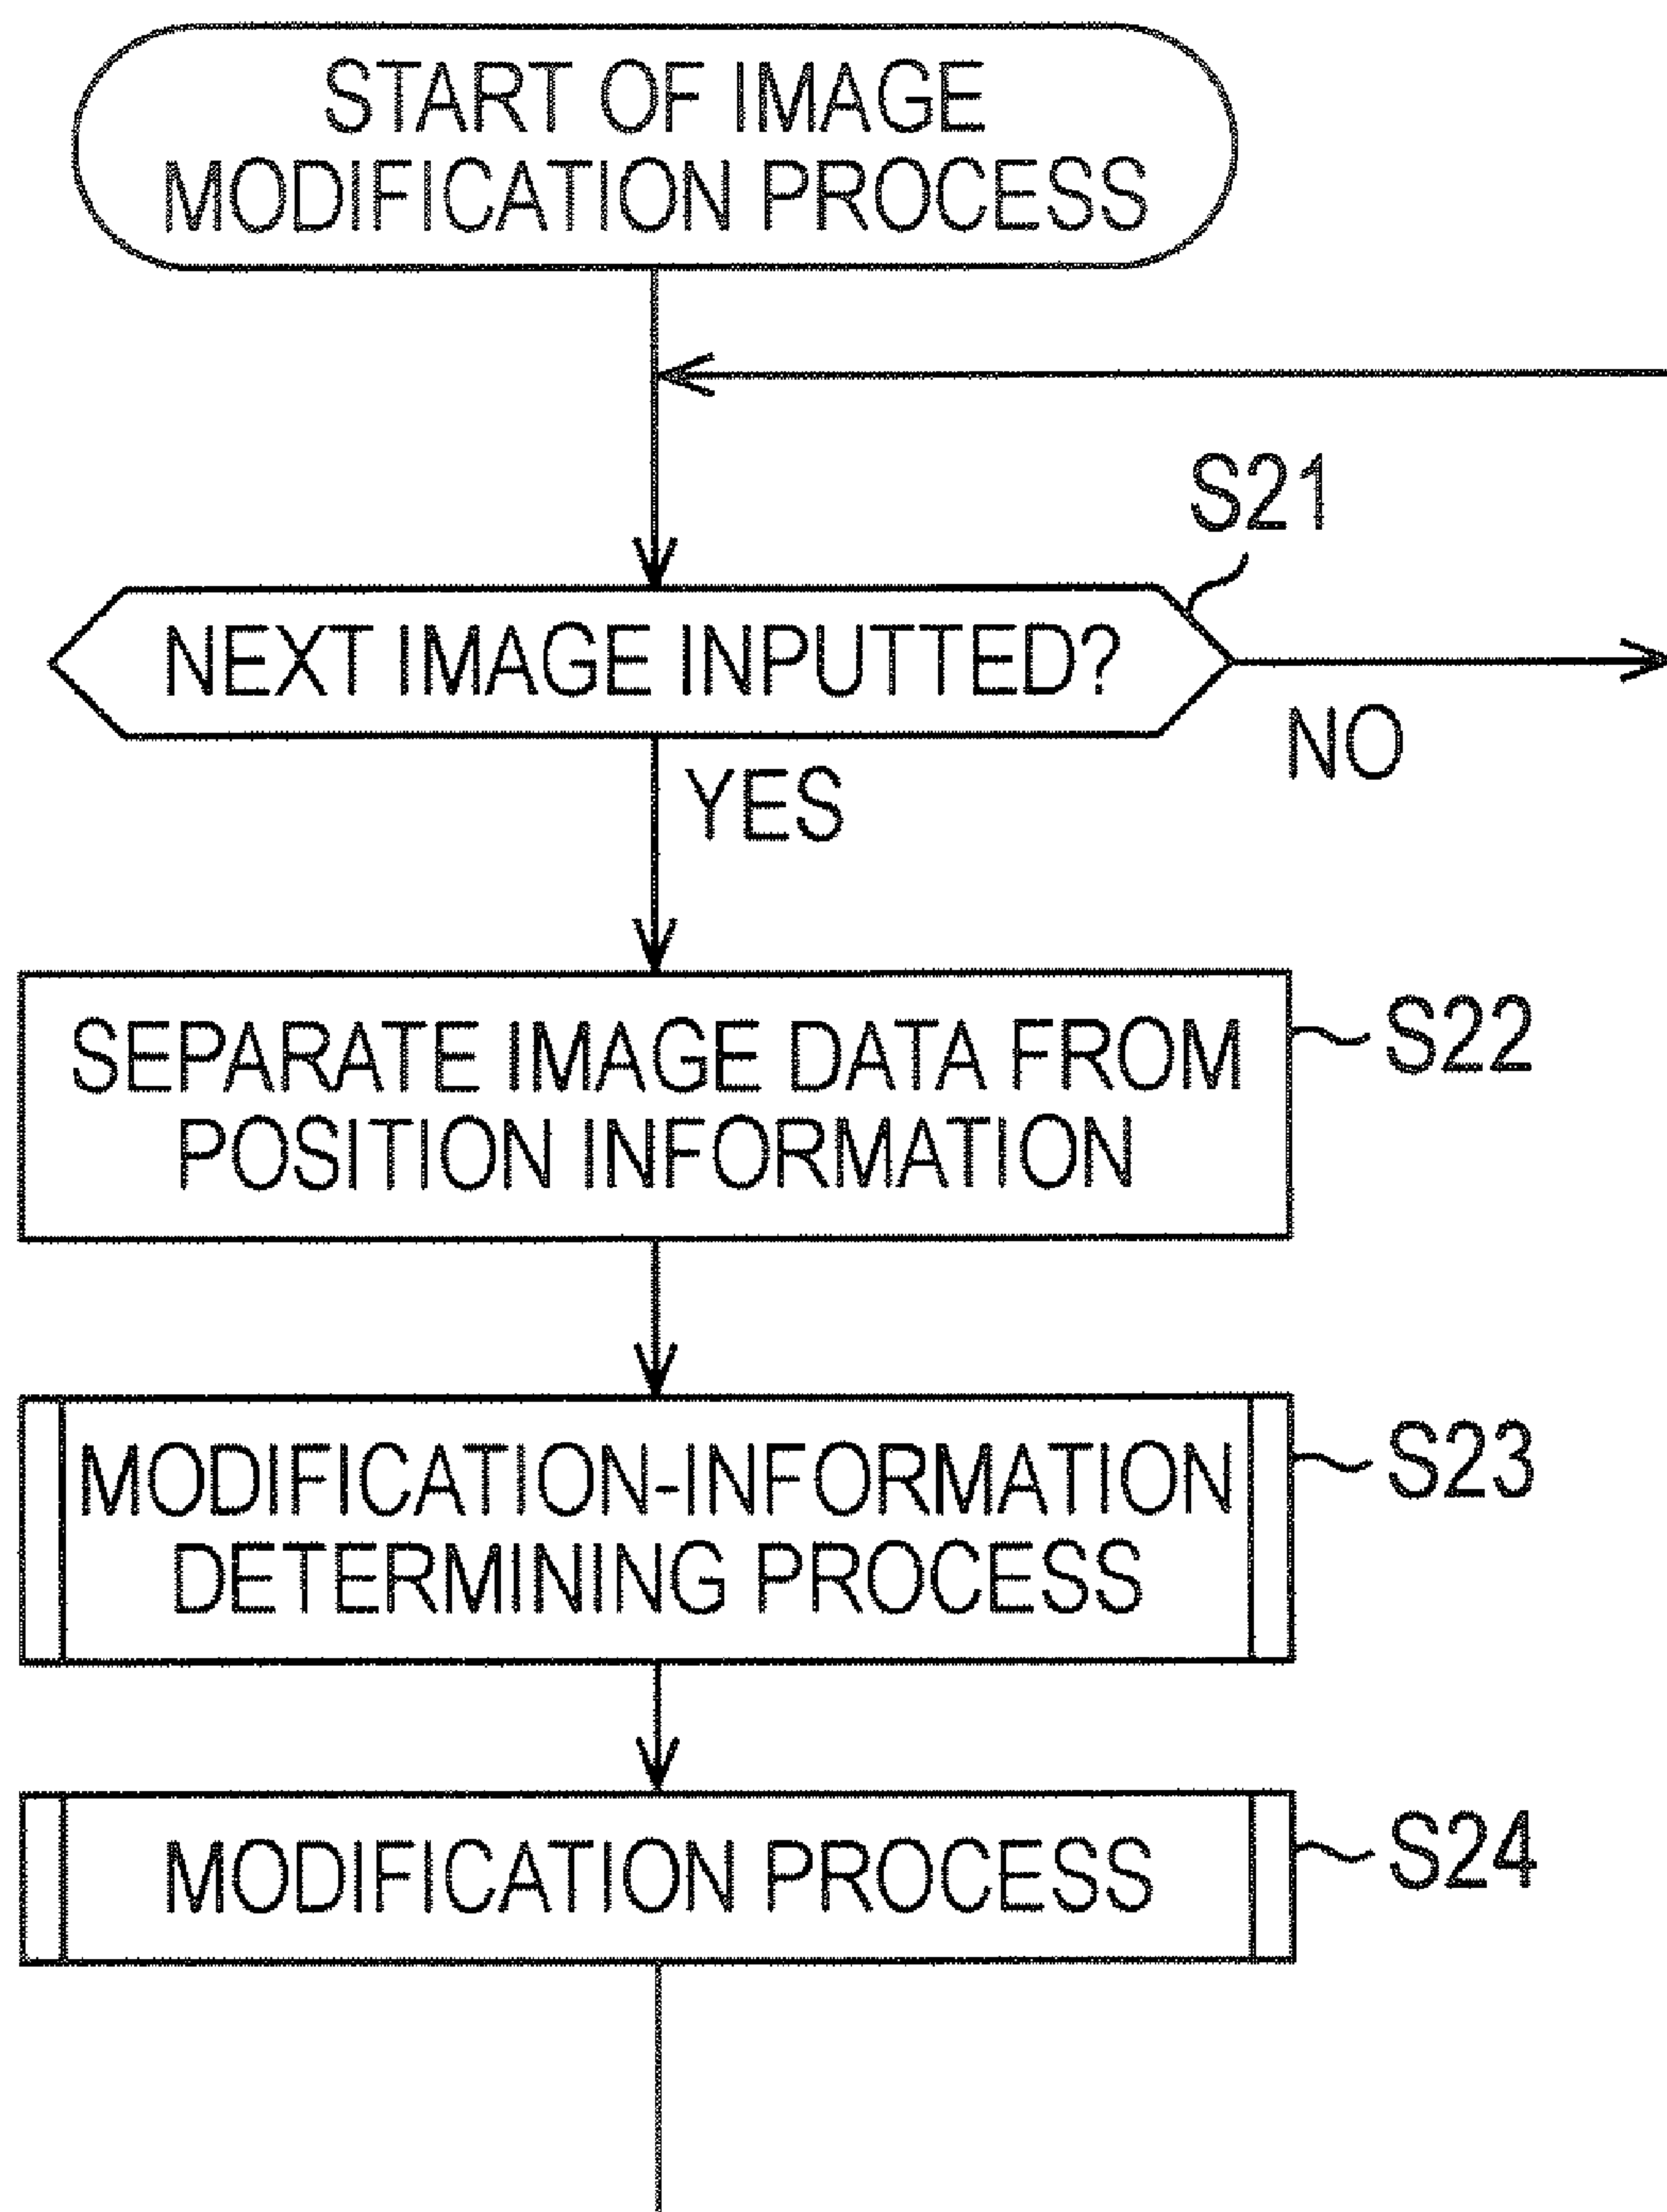 START OF IMAGE
MODIFICATION PROCESS
S21
NEXT IMAGE INPUTTED?
NO
YES
SEPARATE IMAGE DATA FROM
POSITION INFORMATION
S22
MODIFICATION-INFORMATION
DETERMINING PROCESS
S23
MODIFICATION PROCESS
S24